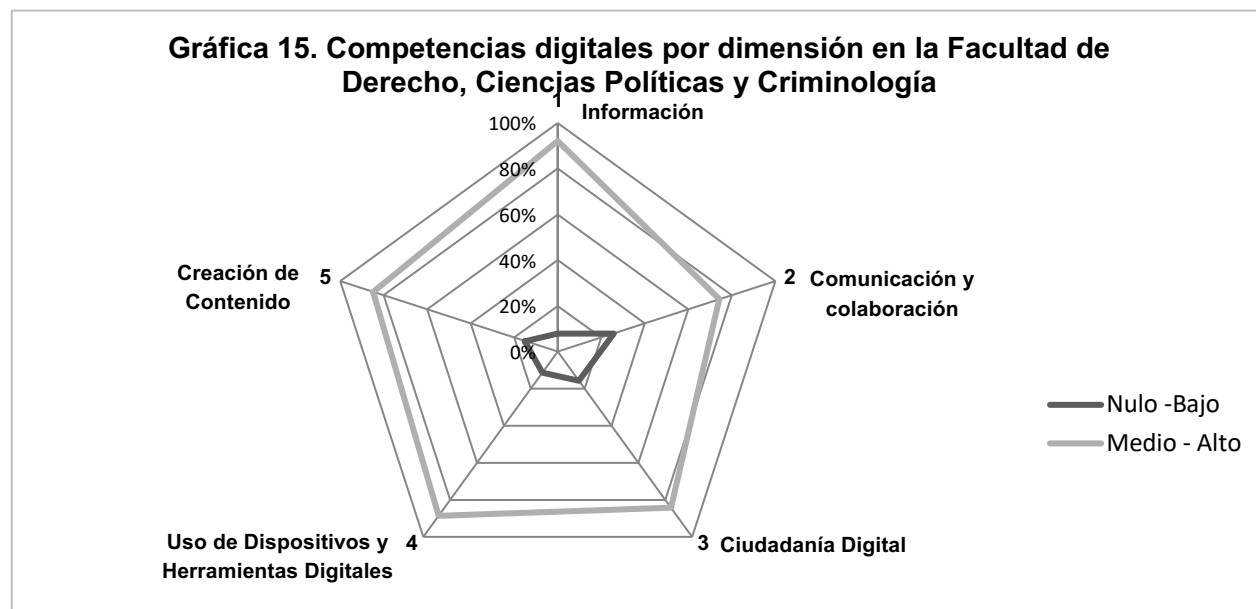 Gráfica 15. Competencias digitales por dimensión en la Facultad de
Derecho, Ciencias Políticas y Criminología
1
Información
100%
80%
60%
40%
20%
0%
2
Comunicación y
colaboración
3
Ciudadanía Digital
4
Uso de Dispositivos y
Herramientas Digitales
5
Creación de
Contenido
Nulo -Bajo
Medio - Alto